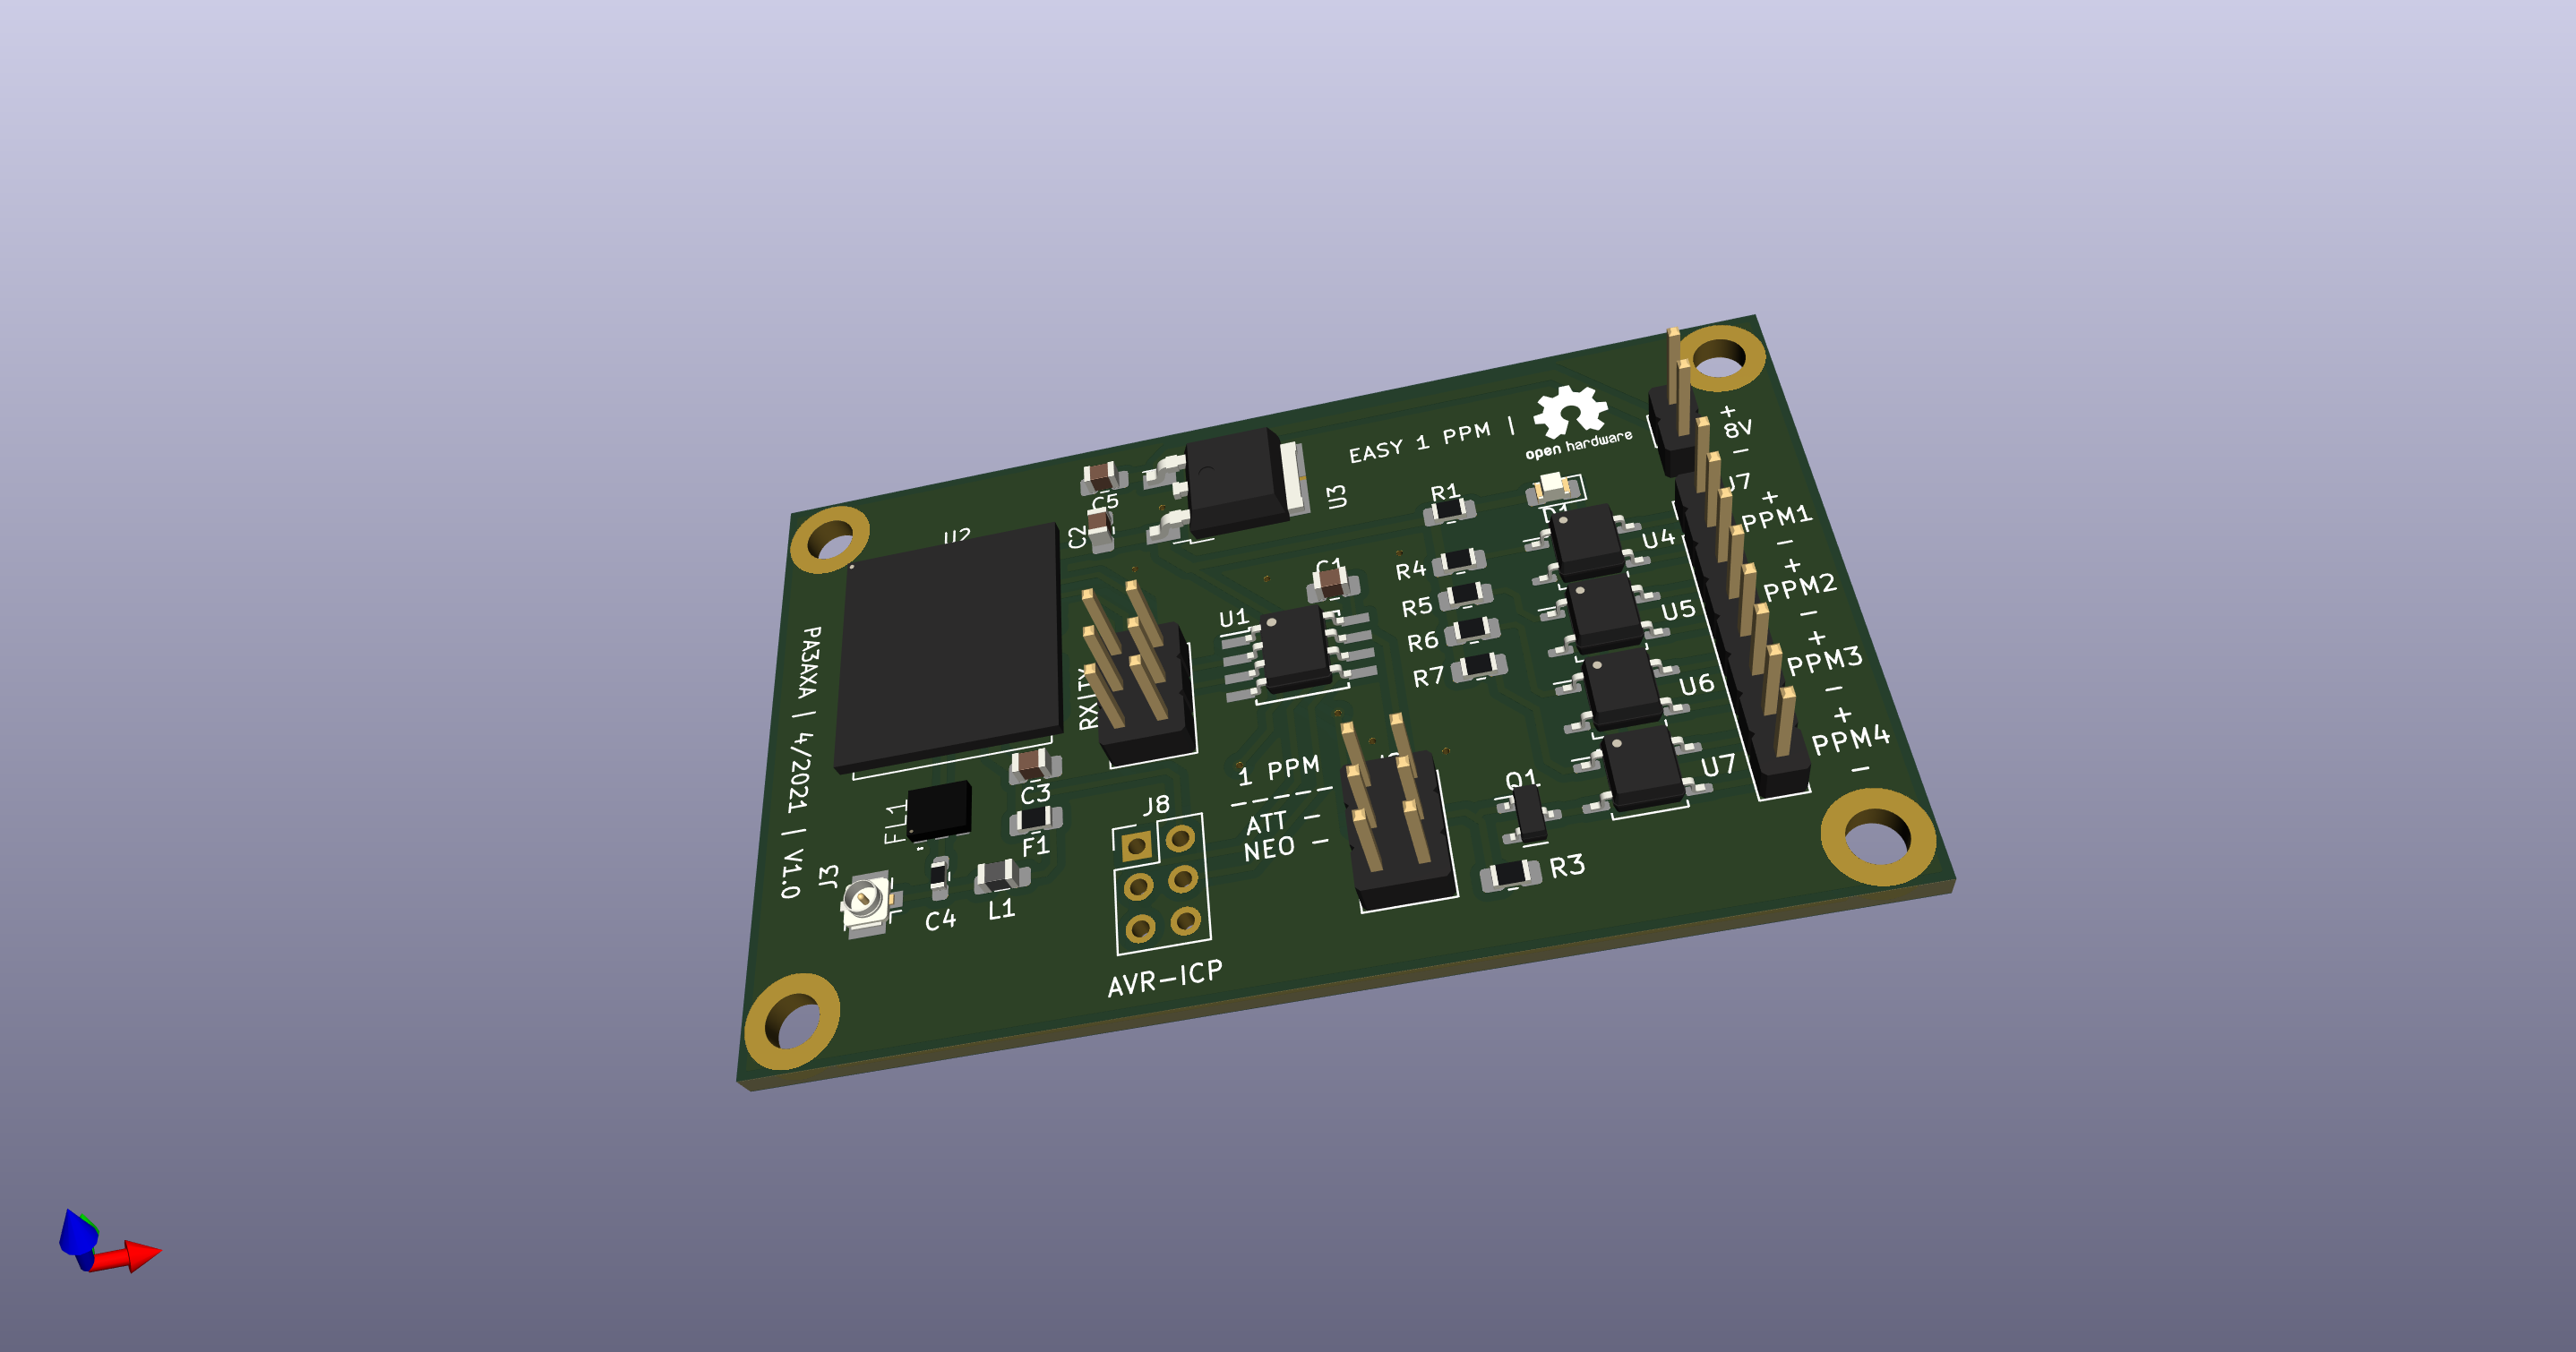 EASY 1 PPM |
open hardware
+
8V
-
J7
+
PPM1
-
+
PPM2
-
+
PPM3
-
+
PPM4
-
C5
C2
U3
U2
R1
D1
U4
R4
C1
R5
U5
U1
R6
R7
U6
RX/TX
PA3AXA | 4/2021 | V1.0
U7
1 PPM
-----
ATT -
NEO -
Q1
R3
C3
FL1
F1
J8
J3
C4
L1
AVR-ICP